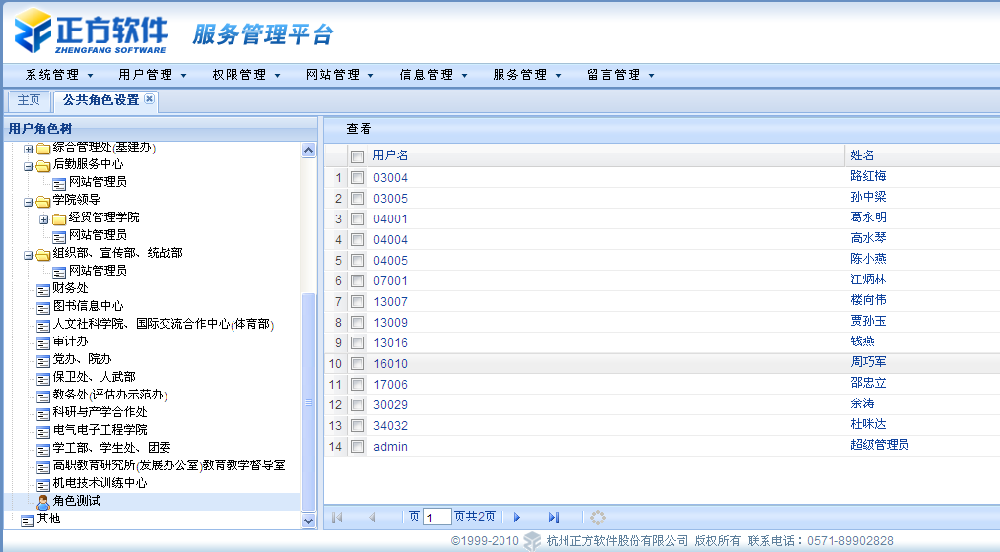 正方软件 服务管理平台
ZHENGFANG SOFTWARE
系统管理 用户管理 权限管理 网站管理 信息管理 服务管理 留言管理
主页 公共角色设置
用户角色树
综合管理处(基建办)
后勤服务中心
网站管理员
学院领导
经贸管理学院
网站管理员
组织部、宣传部、统战部
网站管理员
财务处
图书信息中心
人文社科学院、国际交流合作中心(体育部)
审计办
党办、院办
保卫处、人武部
教务处(评估办示范办)
科研与产学合作处
电气电子工程学院
学工部、学生处、团委
高职教育研究所(发展办公室)教育教学督导室
机电技术训练中心
角色测试
其他
查看
用户名 姓名
1 03004 路红梅
2 03005 孙中梁
3 04001 葛永明
4 04004 高水琴
5 04005 陈小燕
6 07001 江炳林
7 13007 楼向伟
8 13009 贾孙玉
9 13016 钱燕
10 16010 周巧军
11 17006 邵忠立
12 30029 余涛
13 34032 杜咪达
14 admin 超级管理员
页 1 页共2页
©1999-2010 杭州正方软件股份有限公司 版权所有 联系电话：0571-89902828